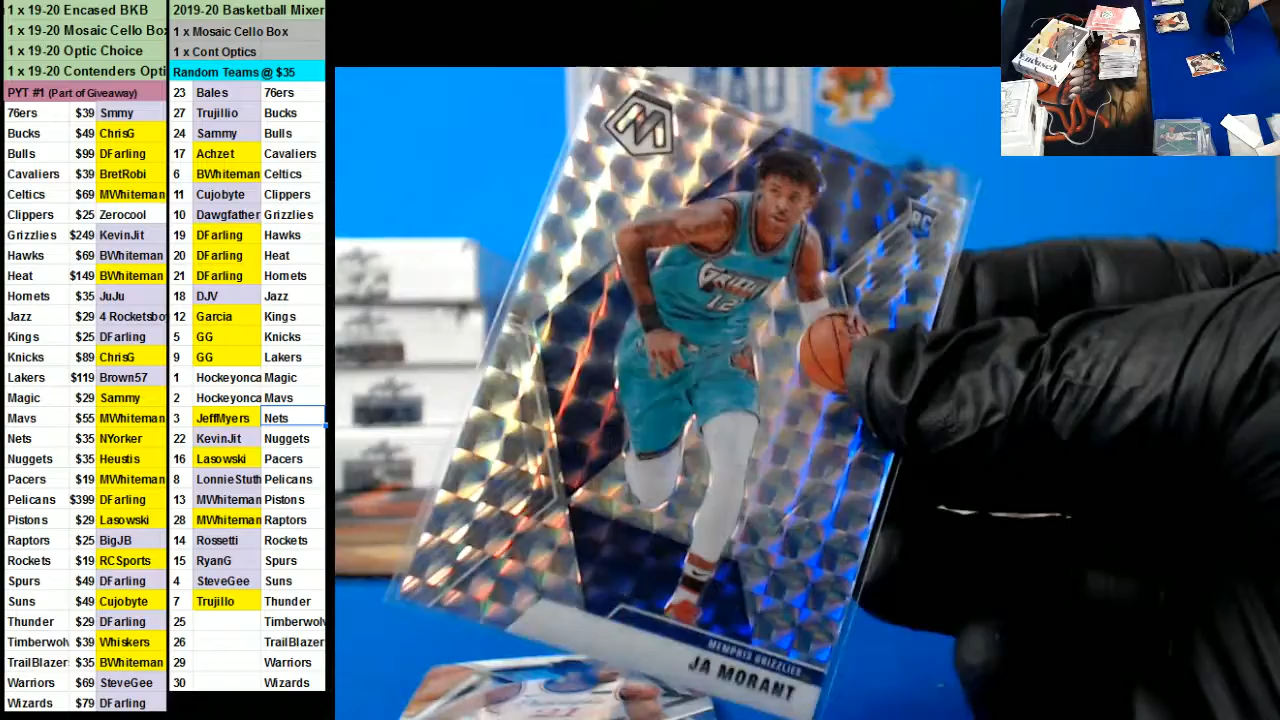 1 x 19-20 Encased BKB
1 x 19-20 Mosaic Cello Box
1 x 19-20 Optic Choice
1 x 19-20 Contenders Opti
PYT #1 (Part of Giveaway)
76ers $39 Smmy
Bucks $49 ChrisG
Bulls $99 DFarling
Cavaliers $39 BretRobi
Celtics $69 MWhiteman
Clippers $25 Zerocool
Grizzlies $249 KevinJit
Hawks $69 BWhiteman
Heat $149 BWhiteman
Hornets $35 JuJu
Jazz $29 4 Rocketsbo
Kings $25 DFarling
Knicks $89 ChrisG
Lakers $119 Brown57
Magic $29 Sammy
Mavs $55 MWhiteman
Nets $35 NYorker
Nuggets $35 Heustis
Pacers $19 MWhiteman
Pelicans $399 DFarling
Pistons $29 Lasowski
Raptors $25 BigJB
Rockets $19 RCSports
Spurs $49 DFarling
Suns $49 Cujobyte
Thunder $29 DFarling
Timberwolv $39 Whiskers
TrailBlazer $35 BWhiteman
Warriors $69 SteveGee
Wizards $79 DFarling
2019-20 Basketball Mixer
1 x Mosaic Cello Box
1 x Cont Optics
Random Teams @ $35
23 Bales 76ers
27 Trujillio Bucks
24 Sammy Bulls
17 Achzet Cavaliers
6 BWhiteman Celtics
11 Cujobyte Clippers
10 Dawgfather Grizzlies
19 DFarling Hawks
20 DFarling Heat
21 DFarling Hornets
18 DJV Jazz
12 Garcia Kings
5 GG Knicks
9 GG Lakers
1 Hockeyonca Magic
2 Hockeyonca Mavs
3 JeffMyers Nets
22 KevinJit Nuggets
16 Lasowski Pacers
8 LonnieStuth Pelicans
13 MWhiteman Pistons
28 MWhiteman Raptors
14 Rossetti Rockets
15 RyanG Spurs
4 SteveGee Suns
7 Trujillo Thunder
25 Timberwolv
26 TrailBlazer
29 Warriors
30 Wizards
M
RC
GRIZZLIES
12
MEMPHIS GRIZZLIES
JA MORANT